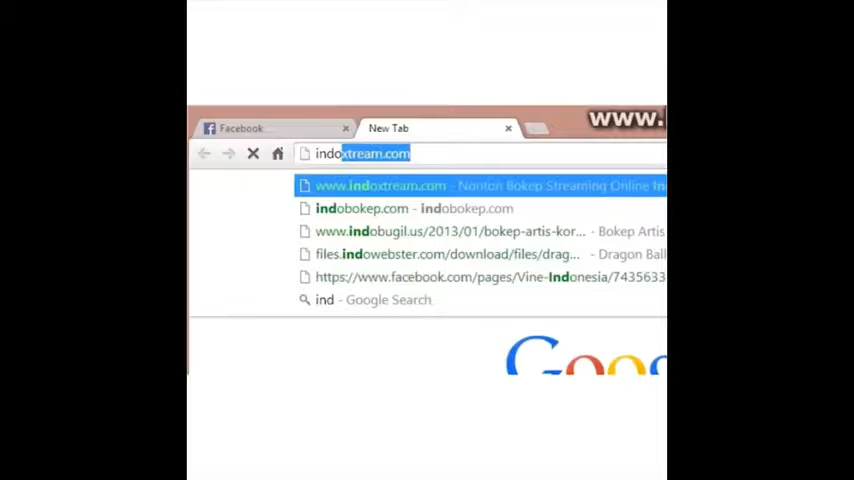 www.
Facebook
New Tab
indoxtream.com
www.indoxtream.com - Nonton Bokep Streaming Online In
indobokep.com - indobokep.com
www.indobugil.us/2013/01/bokep-artis-kor... - Bokep Artis
files.indowebster.com/download/files/drag... - Dragon Ball
https://www.facebook.com/pages/Vine-Indonesia/7435633
ind - Google Search
Goo